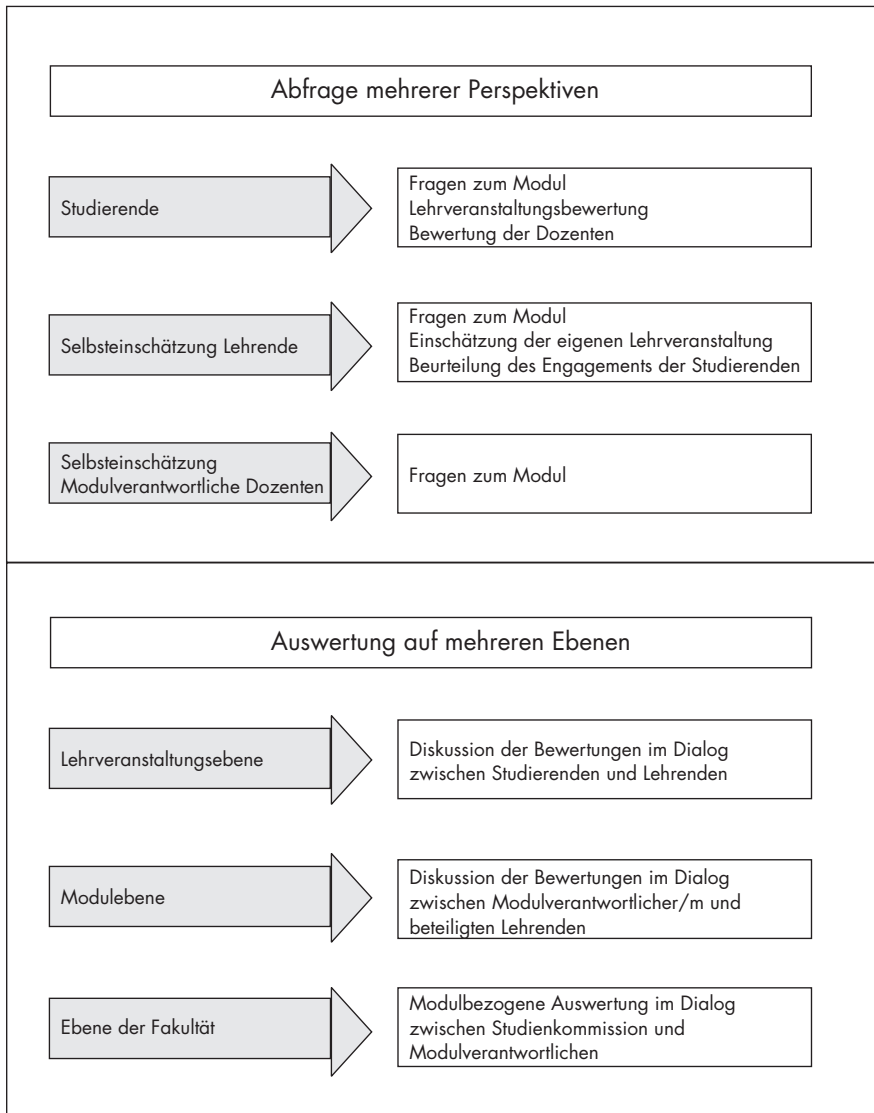 Abfrage mehrerer Perspektiven
Studierende
Fragen zum Modul
Lehrveranstaltungsbewertung
Bewertung der Dozenten
Selbsteinschätzung Lehrende
Fragen zum Modul
Einschätzung der eigenen Lehrveranstaltung
Beurteilung des Engagements der Studierenden
Selbsteinschätzung
Modulverantwortliche Dozenten
Fragen zum Modul
Auswertung auf mehreren Ebenen
Lehrveranstaltungsebene
Diskussion der Bewertungen im Dialog
zwischen Studierenden und Lehrenden
Modulebene
Diskussion der Bewertungen im Dialog
zwischen Modulverantwortlicher/m und
beteiligten Lehrenden
Ebene der Fakultät
Modulbezogene Auswertung im Dialog
zwischen Studienkommission und
Modulverantwortlichen